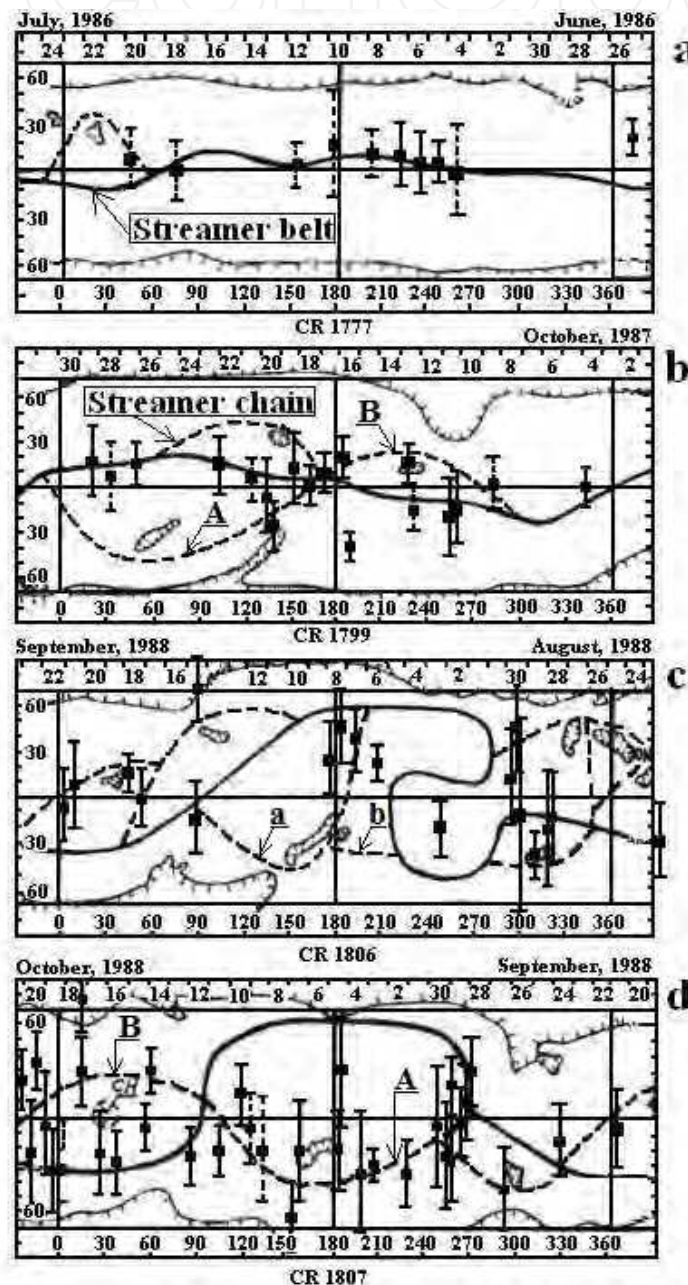 July, 1986 June, 1986
24 22 20 18 16 14 12 10 8 6 4 2 30 28 26
a
60
30
30
60
Streamer belt
0 30 60 90 120 150 180 210 240 270 300 330 360
CR 1777
October, 1987
30 28 26 24 22 20 18 16 14 12 10 8 6 4 2
b
60
30
30
60
Streamer chain
B
A
0 30 60 90 120 150 180 210 240 270 300 330 360
CR 1799
September, 1988 August, 1988
22 20 18 16 12 10 8 6 4 2 30 28 26 24
c
60
30
30
60
a
b
0 30 60 90 120 150 180 210 240 270 300 330 360
CR 1806
October, 1988 September, 1988
20 18 16 14 12 10 8 6 4 2 30 28 26 24 22 20
d
60
60
B
CH
A
0 30 60 90 120 150 180 210 240 270 300 330 360
CR 1807